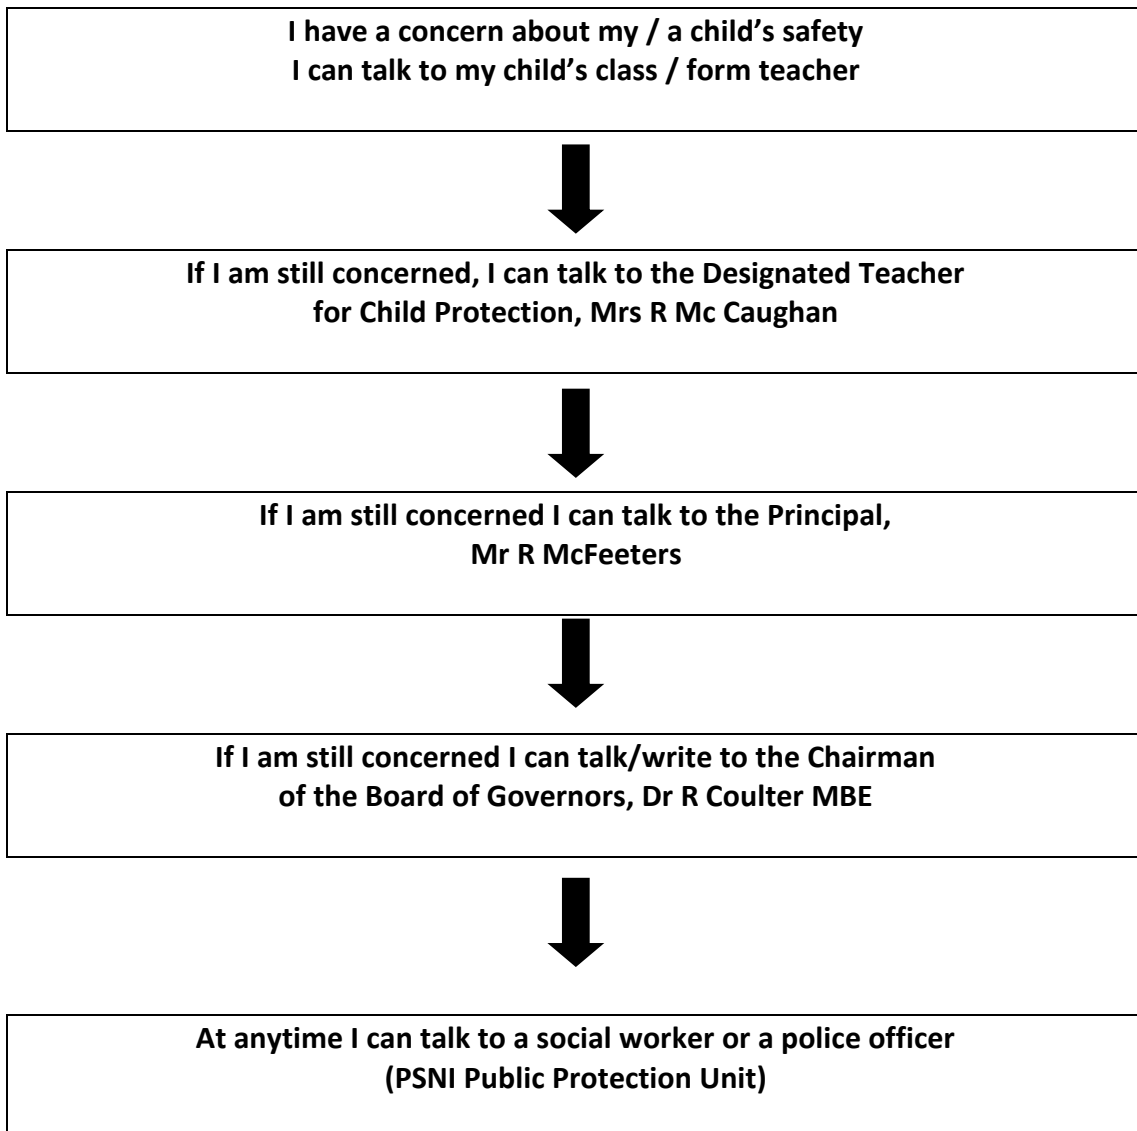 I have a concern about my / a child’s safety
I can talk to my child’s class / form teacher
If I am still concerned, I can talk to the Designated Teacher
for Child Protection, Mrs R Mc Caughan
If I am still concerned I can talk to the Principal,
Mr R McFeeters
If I am still concerned I can talk/write to the Chairman
of the Board of Governors, Dr R Coulter MBE
At anytime I can talk to a social worker or a police officer
(PSNI Public Protection Unit)